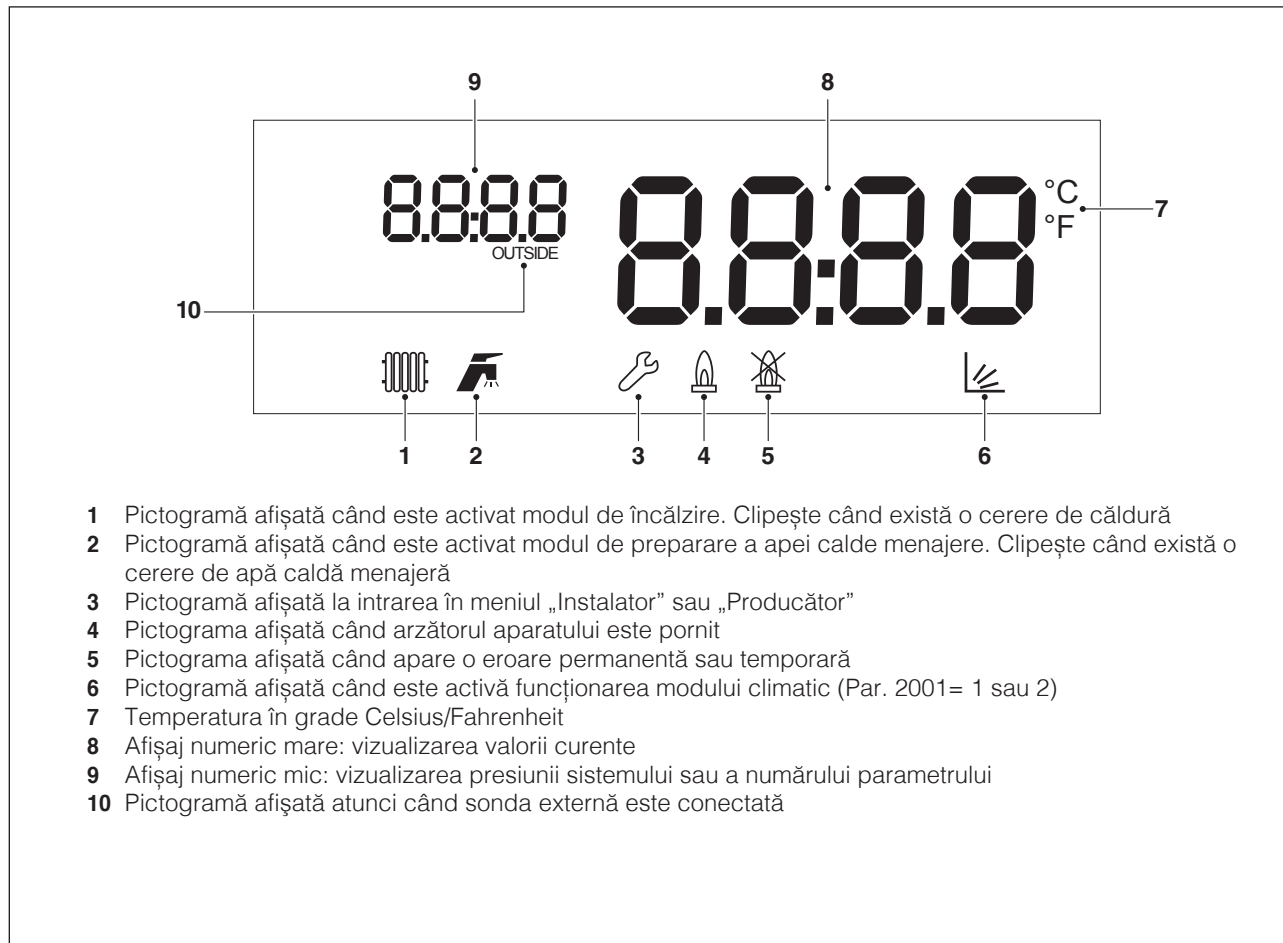 9 8
8.8:8.8 8.8:8.8 °C
°F 7
OUTSIDE
10
1 2 3 4 5 6
1 Pictogramă afișată când este activat modul de încălzire. Clipește când există o cerere de căldură
2 Pictogramă afișată când este activat modul de preparare a apei calde menajere. Clipește când există o
cerere de apă caldă menajeră
3 Pictogramă afișată la intrarea în meniul „Instalator” sau „Producător”
4 Pictograma afișată când arzătorul aparatului este pornit
5 Pictograma afișată când apare o eroare permanentă sau temporară
6 Pictogramă afișată când este activă funcționarea modului climatic (Par. 2001= 1 sau 2)
7 Temperatura în grade Celsius/Fahrenheit
8 Afișaj numeric mare: vizualizarea valorii curente
9 Afișaj numeric mic: vizualizarea presiunii sistemului sau a numărului parametrului
10 Pictogramă afişată atunci când sonda externă este conectată